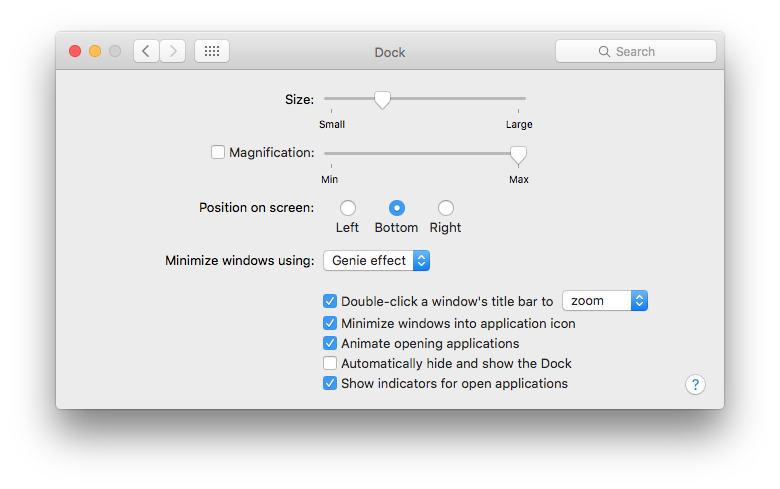 Dock
Search
Size:
Small Large
Magnification:
Min Max
Position on screen:
Left Bottom Right
Minimize windows using: Genie effect
Double-click a window's title bar to zoom
Minimize windows into application icon
Animate opening applications
Automatically hide and show the Dock
Show indicators for open applications
?